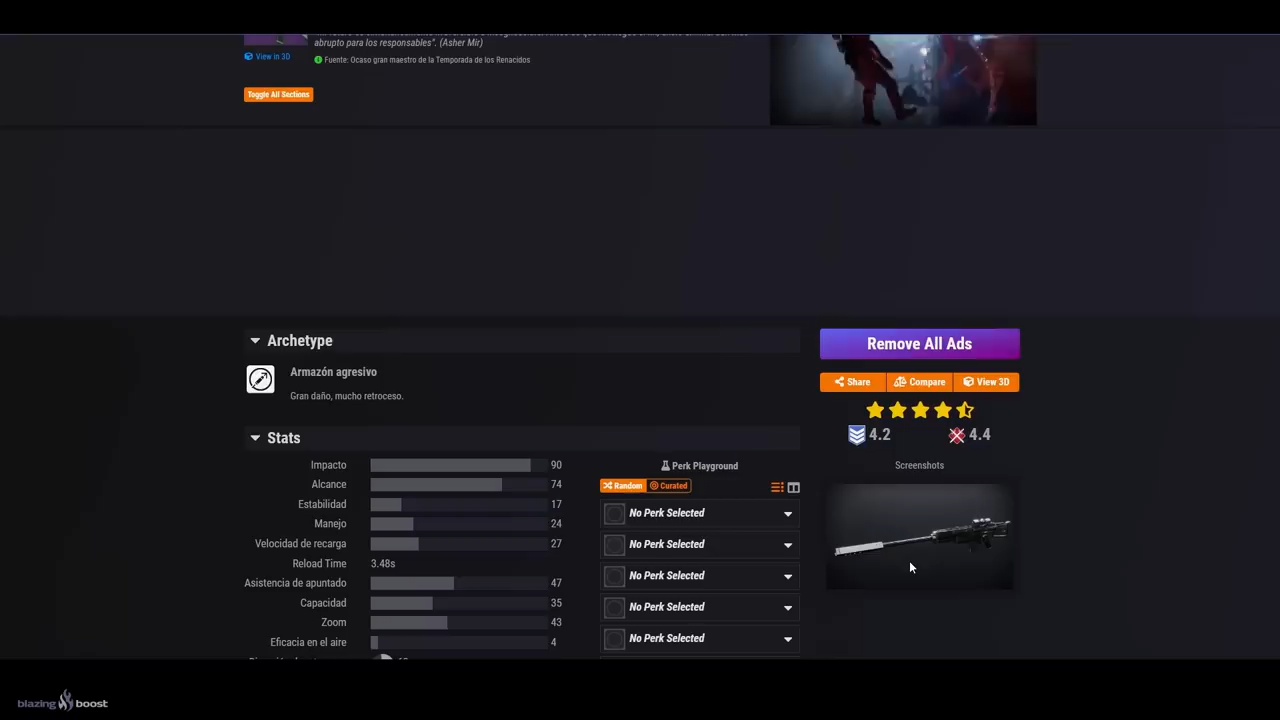 abrupto para los responsables". (Asher Mir)
View in 3D
Fuente: Ocaso gran maestro de la Temporada de los Renacidos
Toggle All Sections
Archetype
Armazón agresivo
Gran daño, mucho retroceso.
Remove All Ads
Share Compare View 3D
4.2 4.4
Screenshots
Stats
Impacto 90
Alcance 74
Estabilidad 17
Manejo 24
Velocidad de recarga 27
Reload Time 3.48s
Asistencia de apuntado 47
Capacidad 35
Zoom 43
Eficacia en el aire 4
Perk Playground
Random Curated
No Perk Selected
No Perk Selected
No Perk Selected
No Perk Selected
No Perk Selected
blazing boost